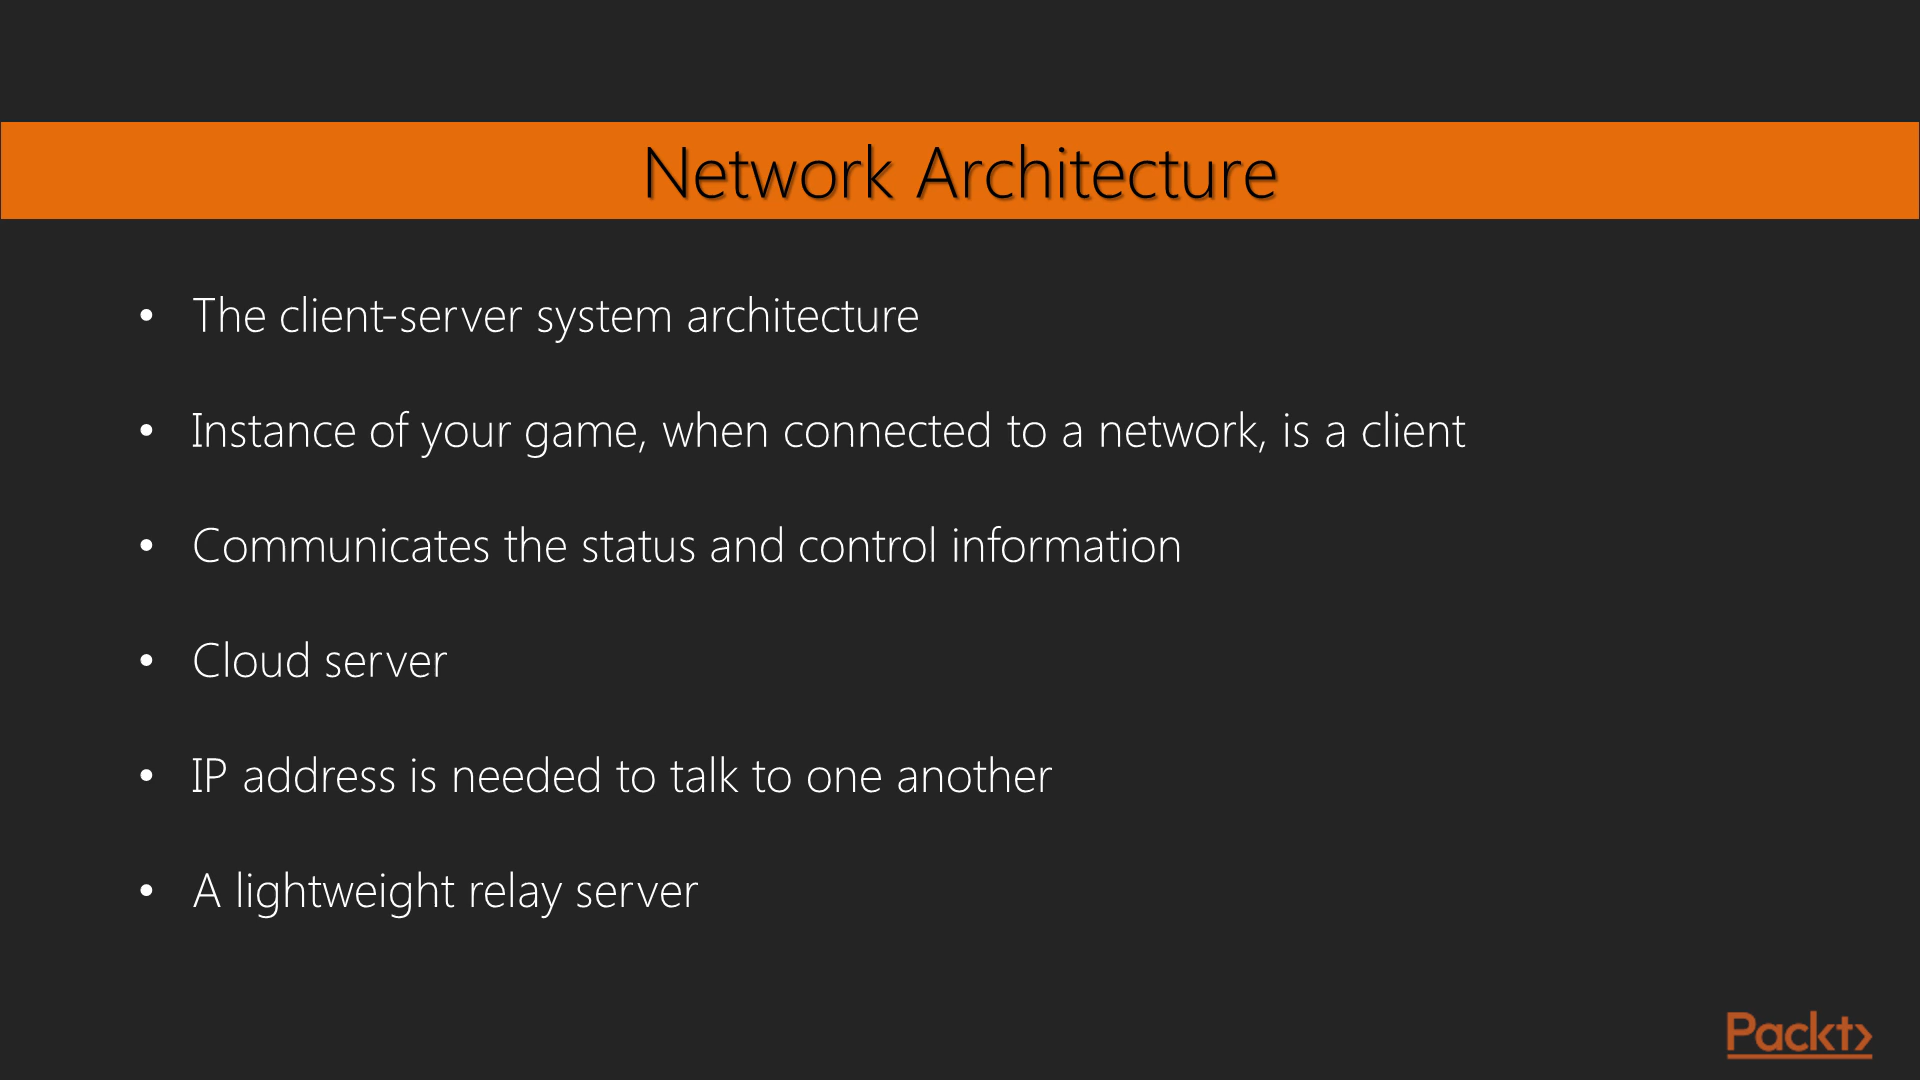 Network Architecture
• The client-server system architecture
• Instance of your game, when connected to a network, is a client
• Communicates the status and control information
• Cloud server
• IP address is needed to talk to one another
• A lightweight relay server
Packt>